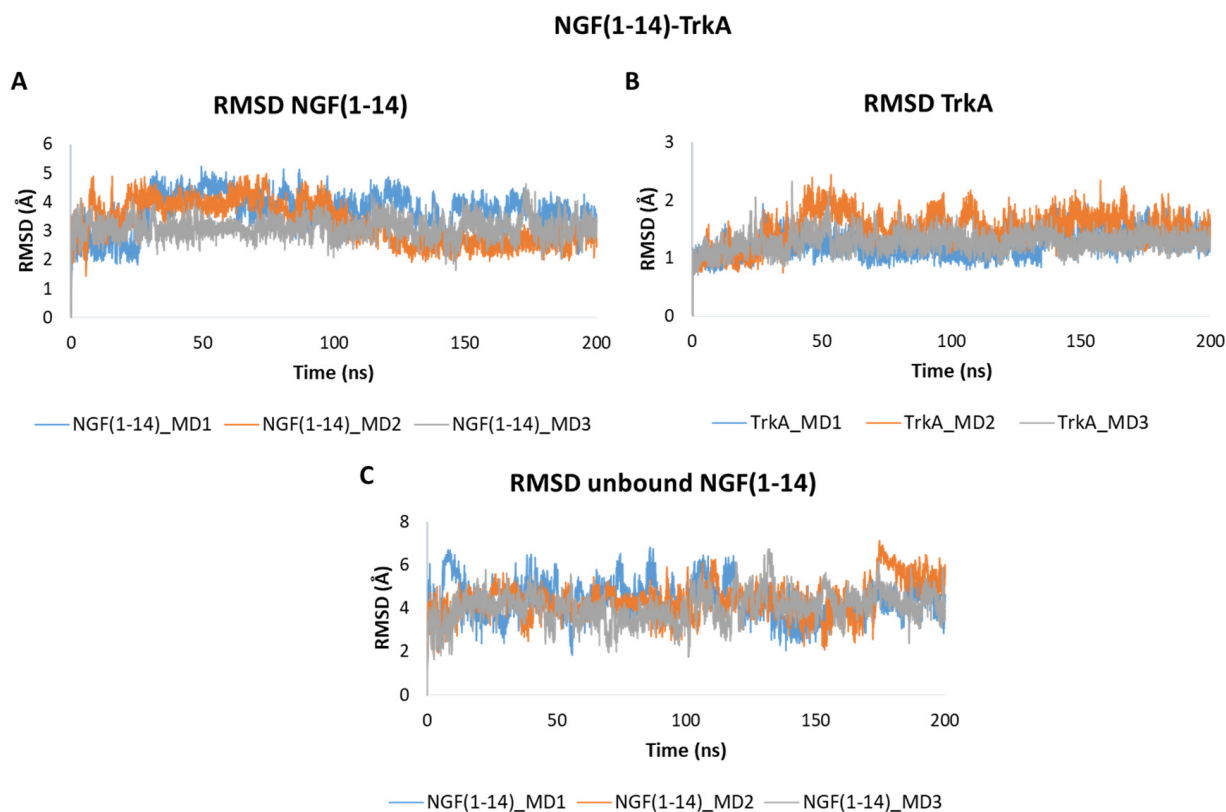 NGF(1-14)-TrkA
A
RMSD NGF(1-14)
6
5
4
3
2
1
0
RMSD (Å)
0 50 100 150 200
Time (ns)
NGF(1-14)_MD1 NGF(1-14)_MD2 NGF(1-14)_MD3
B
RMSD TrkA
3
2
1
0
RMSD (Å)
0 50 100 150 200
Time (ns)
TrkA_MD1 TrkA_MD2 TrkA_MD3
C
RMSD unbound NGF(1-14)
8
6
4
2
0
RMSD (Å)
0 50 100 150 200
Time (ns)
NGF(1-14)_MD1 NGF(1-14)_MD2 NGF(1-14)_MD3